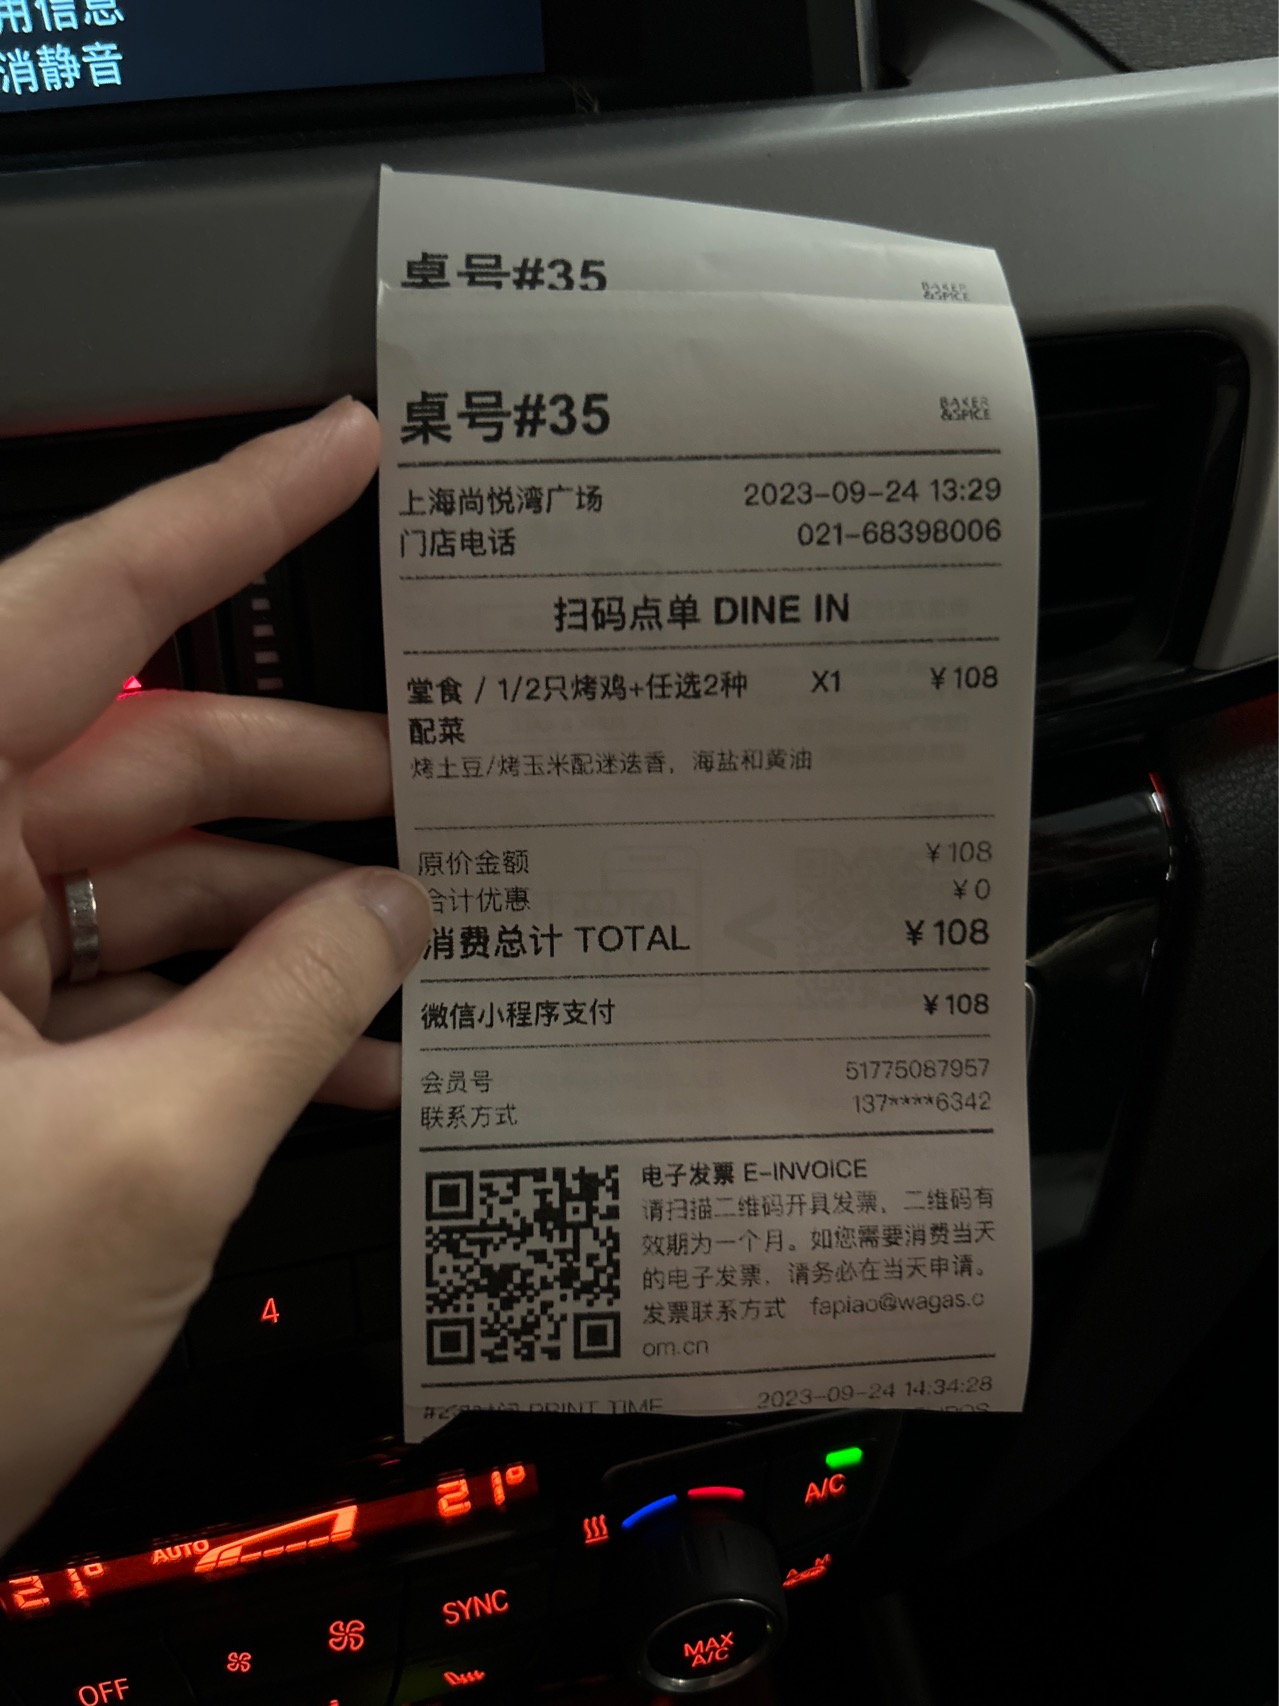 用信息
消静音
桌号#35
BAKER
&SPICE
桌号#35
BAKER
&SPICE
上海尚悦湾广场 2023-09-24 13:29
门店电话 021-68398006
扫码点单 DINE IN
堂食 / 1/2只烤鸡+任选2种 X1 ¥108
配菜
烤土豆/烤玉米配迷迭香，海盐和黄油
原价金额 ¥108
合计优惠 ¥0
消费总计 TOTAL ¥108
微信小程序支付 ¥108
会员号 51775087957
联系方式 137****6342
电子发票 E-INVOICE
请扫描二维码开具发票，二维码有
效期为一个月。如您需要消费当天
的电子发票，请务必在当天申请。
发票联系方式 fapiao@wagas.c
om.cn
PRINT TIME 2023-09-24 14:34:28
4
A/C
21°
AUTO
21°
SYNC
MAX
A/C
OFF